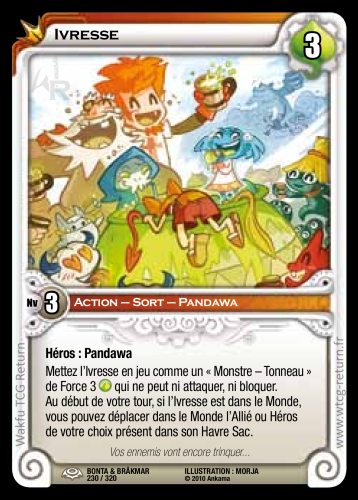 Ivresse
3
Nv 3
Action – Sort – Pandawa
Héros : Pandawa
Mettez l'Ivresse en jeu comme un « Monstre – Tonneau »
de Force 3 qui ne peut ni attaquer, ni bloquer.
Au début de votre tour, si l'Ivresse est dans le Monde,
vous pouvez déplacer dans le Monde l'Allié ou Héros
de votre choix présent dans son Havre Sac.
Vos ennemis vont encore trinquer...
Wakfu TCG Return
www.wtcg-return.fr
BONTA & BRÂKMAR
230 / 320
ILLUSTRATION : MORJA
© 2010 Ankama